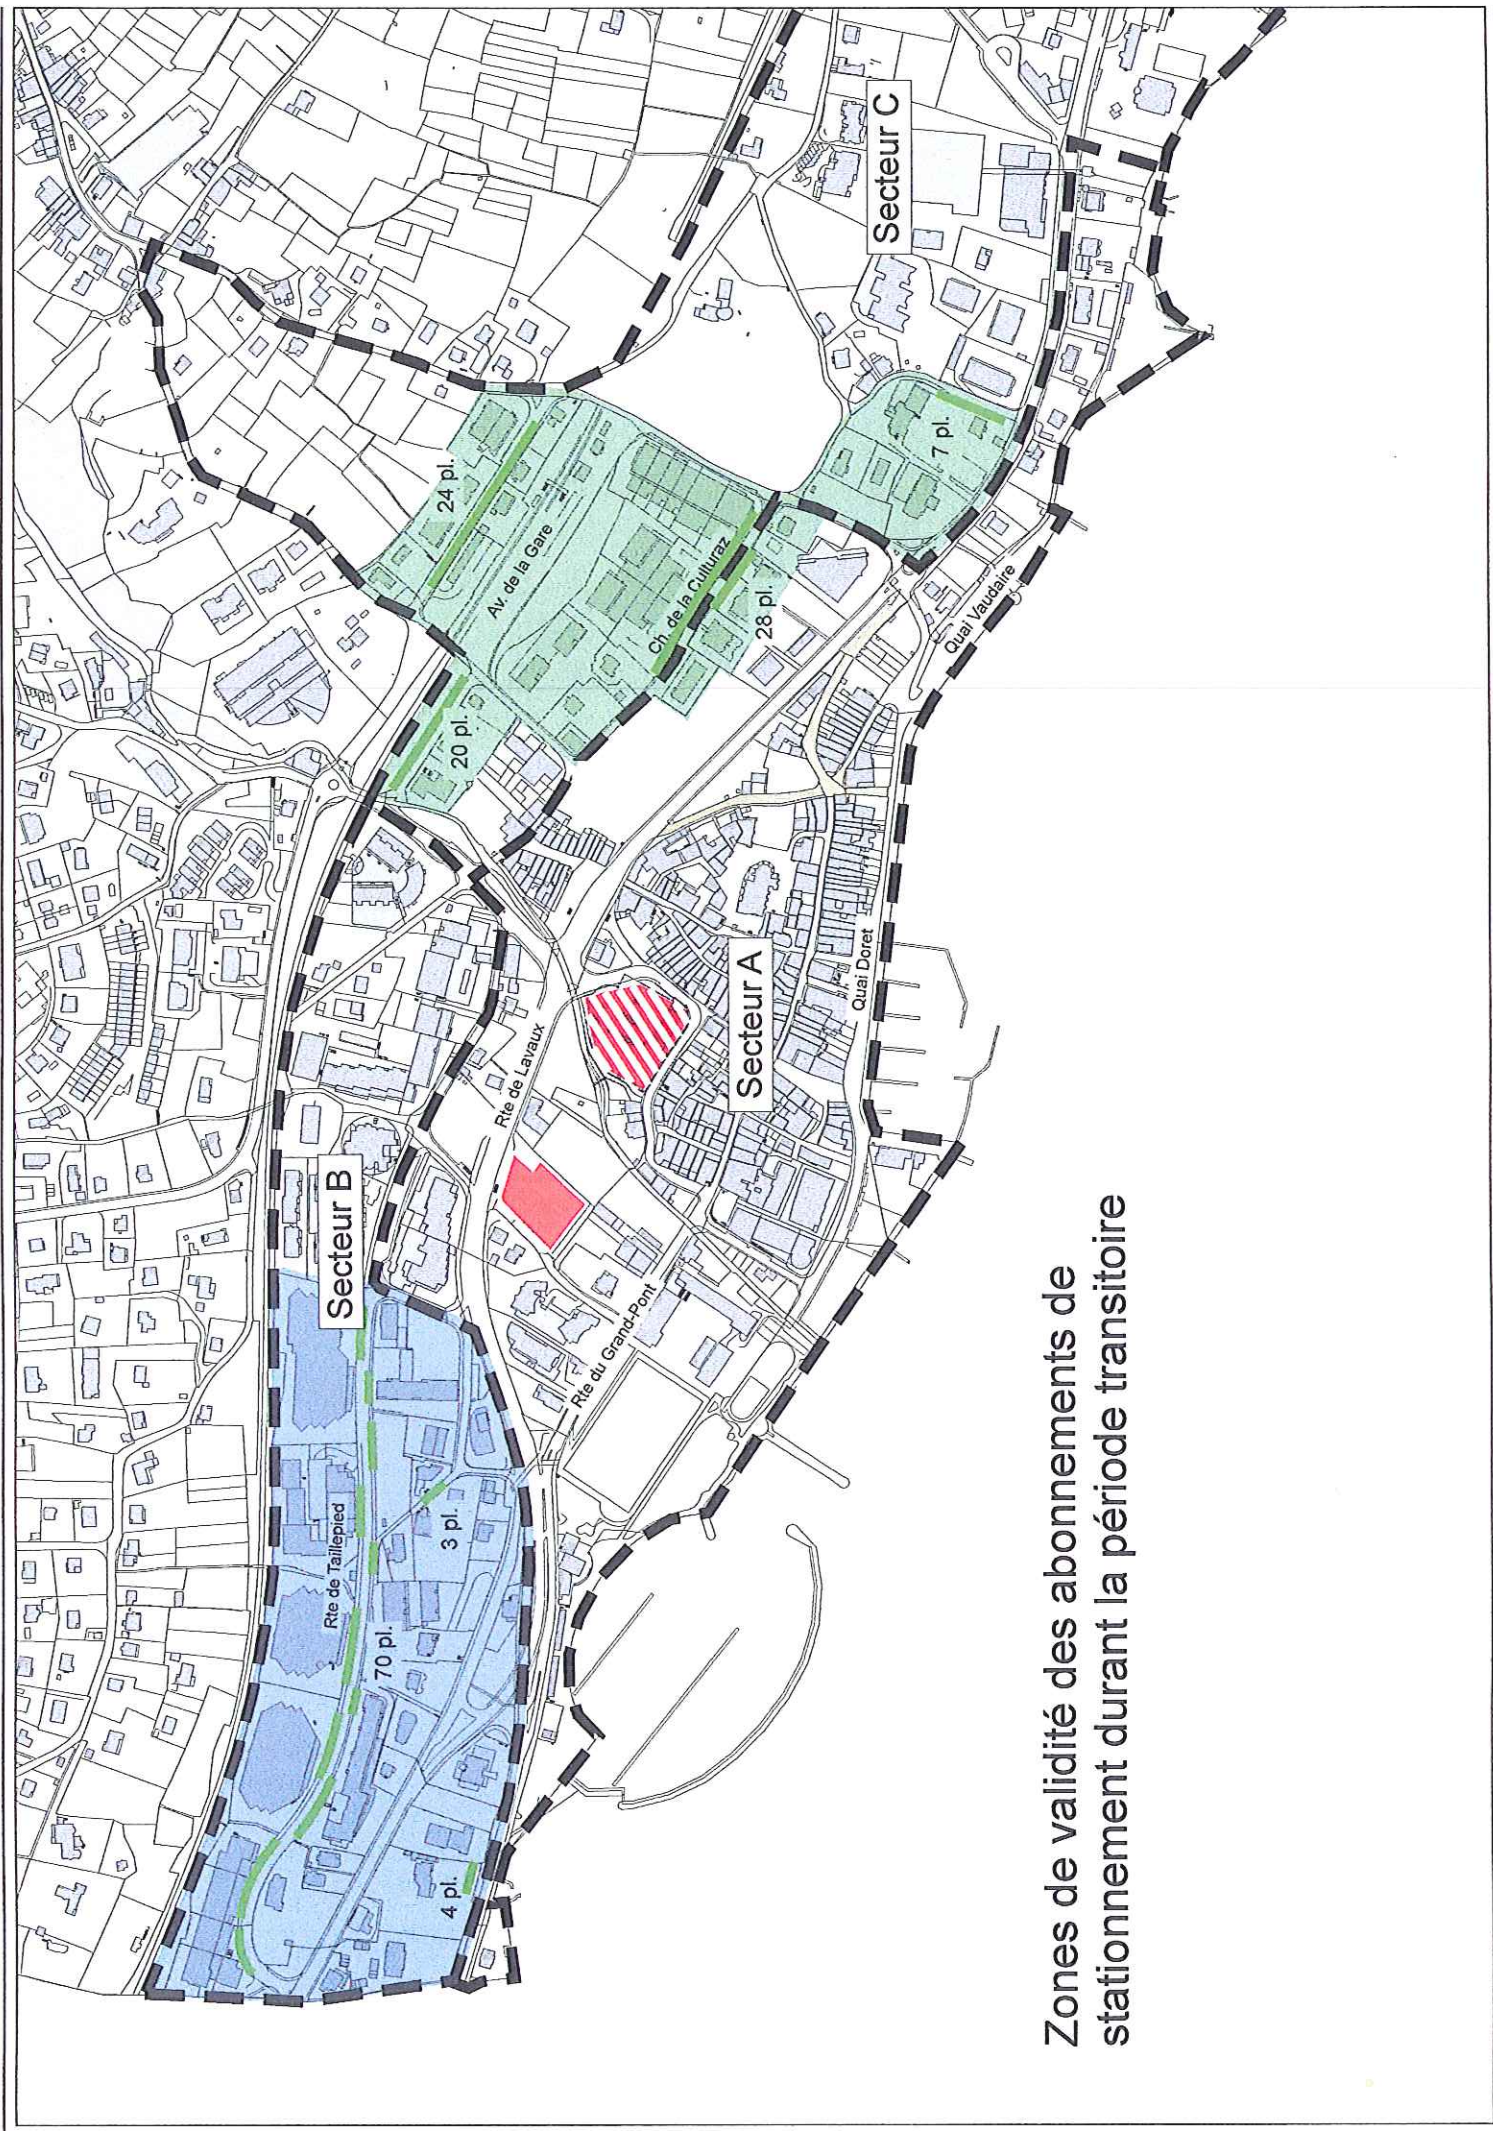 Secteur B
Rte de Taillepied
70 pl.
3 pl.
4 pl.
Rte de Lavaux
Rte du Grand-Pont
Secteur A
Quai Doret
20 pl.
24 pl.
Av. de la Gare
Ch. de la Culturaz
28 pl.
7 pl.
Quai Vaudaire
Secteur C
Zones de validité des abonnements de
stationnement durant la période transitoire